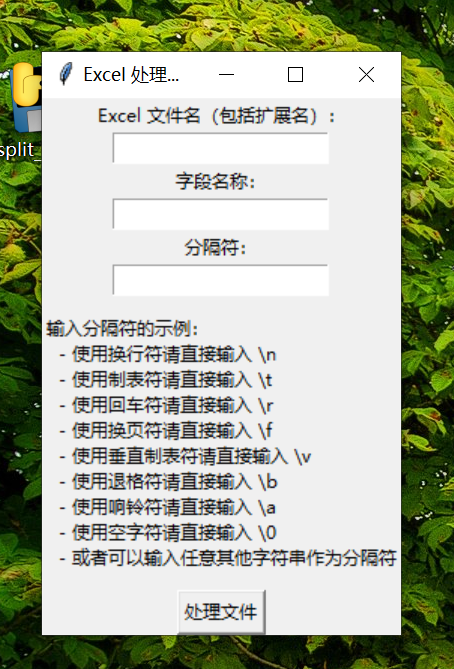 Excel 处理...
split_
Excel 文件名（包括扩展名）：
字段名称：
分隔符：
输入分隔符的示例：
- 使用换行符请直接输入 \n
- 使用制表符请直接输入 \t
- 使用回车符请直接输入 \r
- 使用换页符请直接输入 \f
- 使用垂直制表符请直接输入 \v
- 使用退格符请直接输入 \b
- 使用响铃符请直接输入 \a
- 使用空字符请直接输入 \0
- 或者可以输入任意其他字符串作为分隔符
处理文件